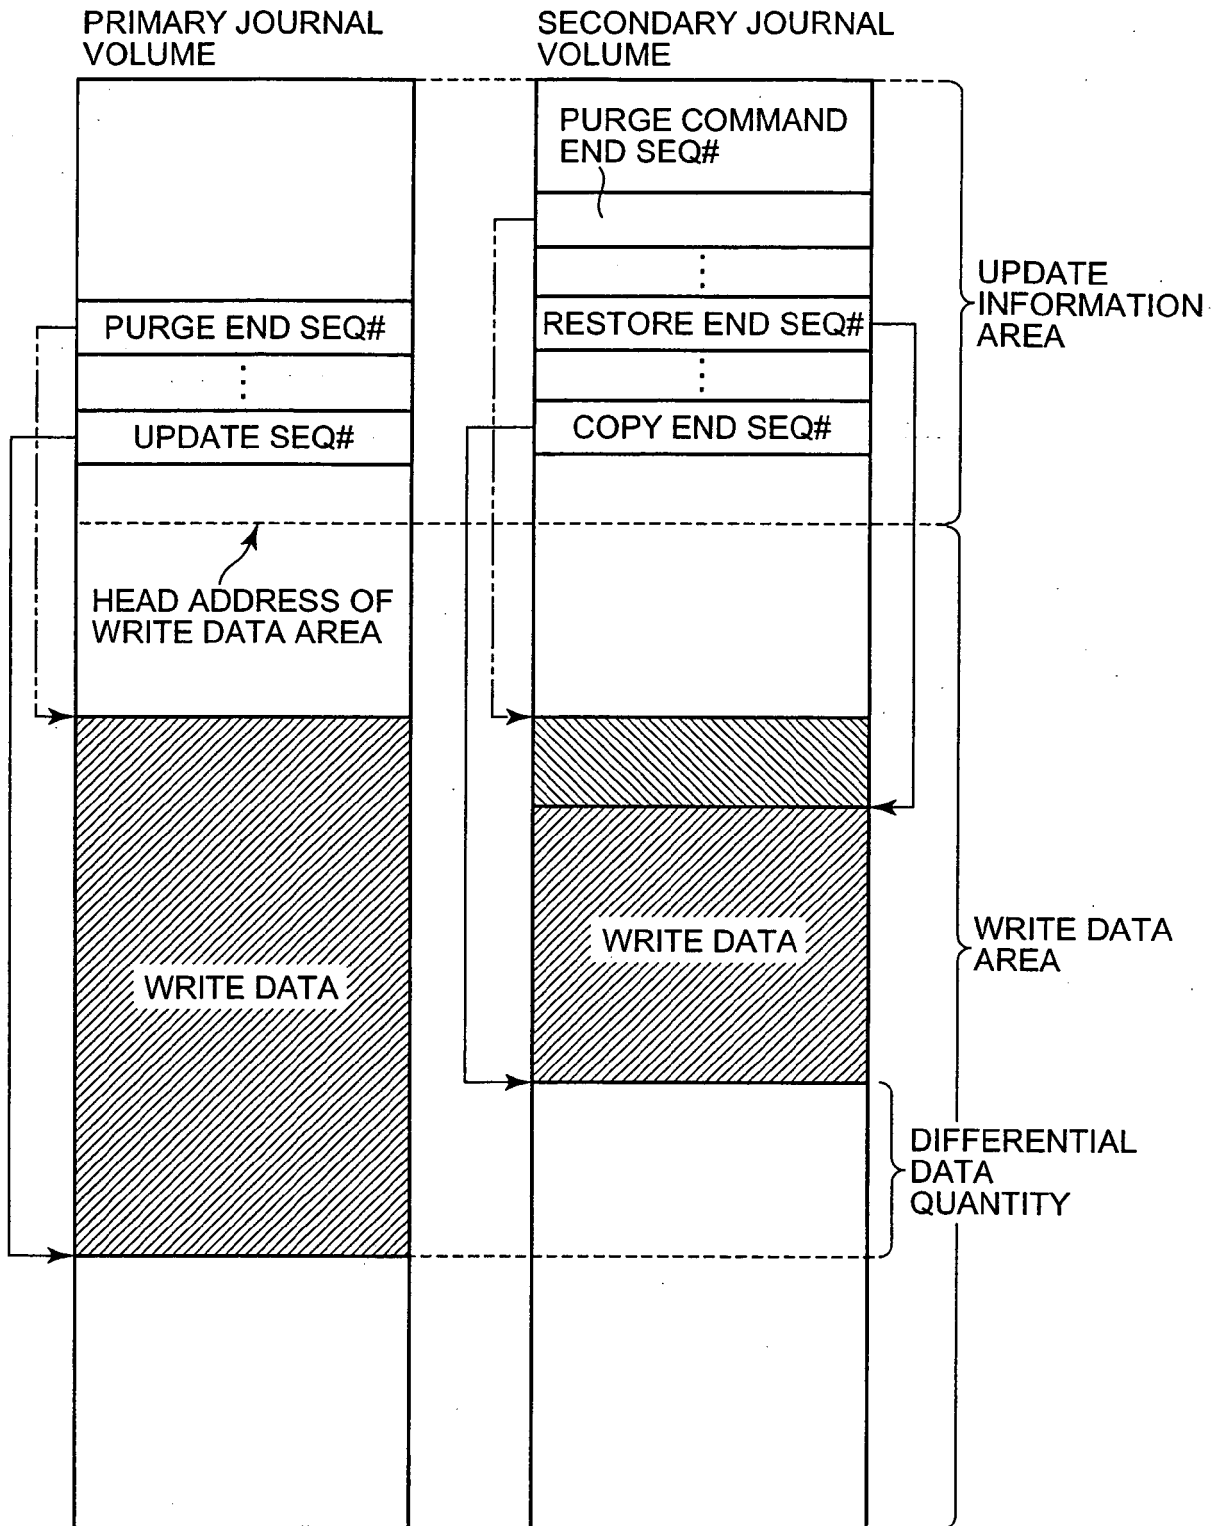 PRIMARY JOURNAL
VOLUME
SECONDARY JOURNAL
VOLUME
PURGE COMMAND
END SEQ#
PURGE END SEQ#
RESTORE END SEQ#
UPDATE SEQ#
COPY END SEQ#
UPDATE
INFORMATION
AREA
HEAD ADDRESS OF
WRITE DATA AREA
WRITE DATA
WRITE DATA
WRITE DATA
AREA
DIFFERENTIAL
DATA
QUANTITY